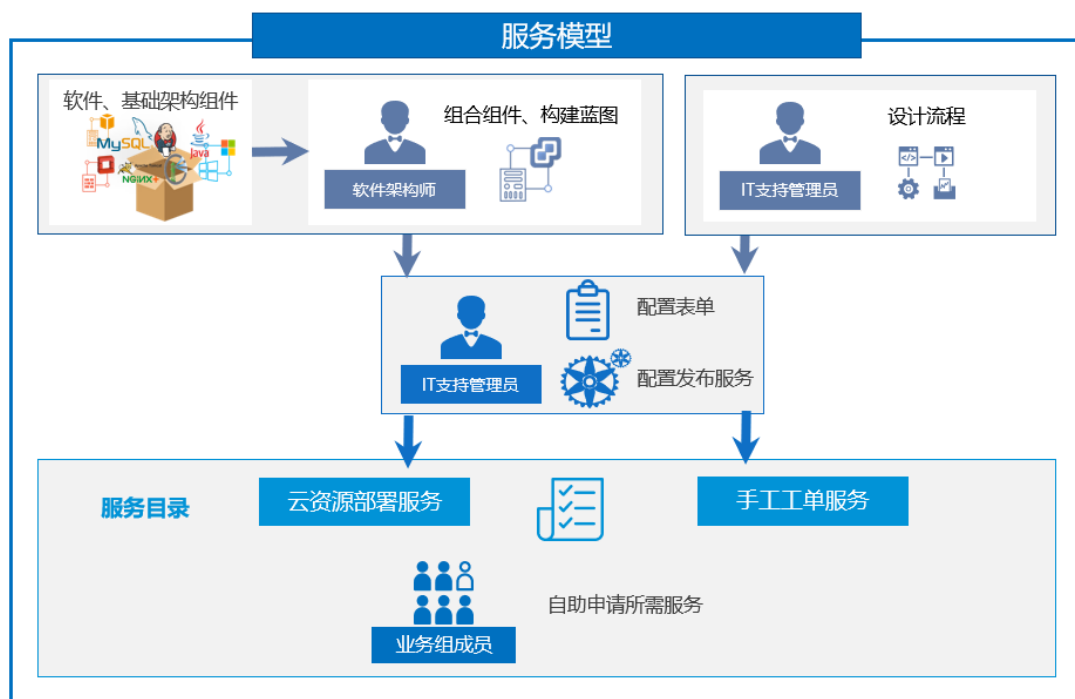 服务模型
软件、基础架构组件
MySQL
Java
NGINX+
组合组件、构建蓝图
软件架构师
设计流程
IT支持管理员
配置表单
IT支持管理员
配置发布服务
服务目录
云资源部署服务
手工工单服务
自助申请所需服务
业务组成员